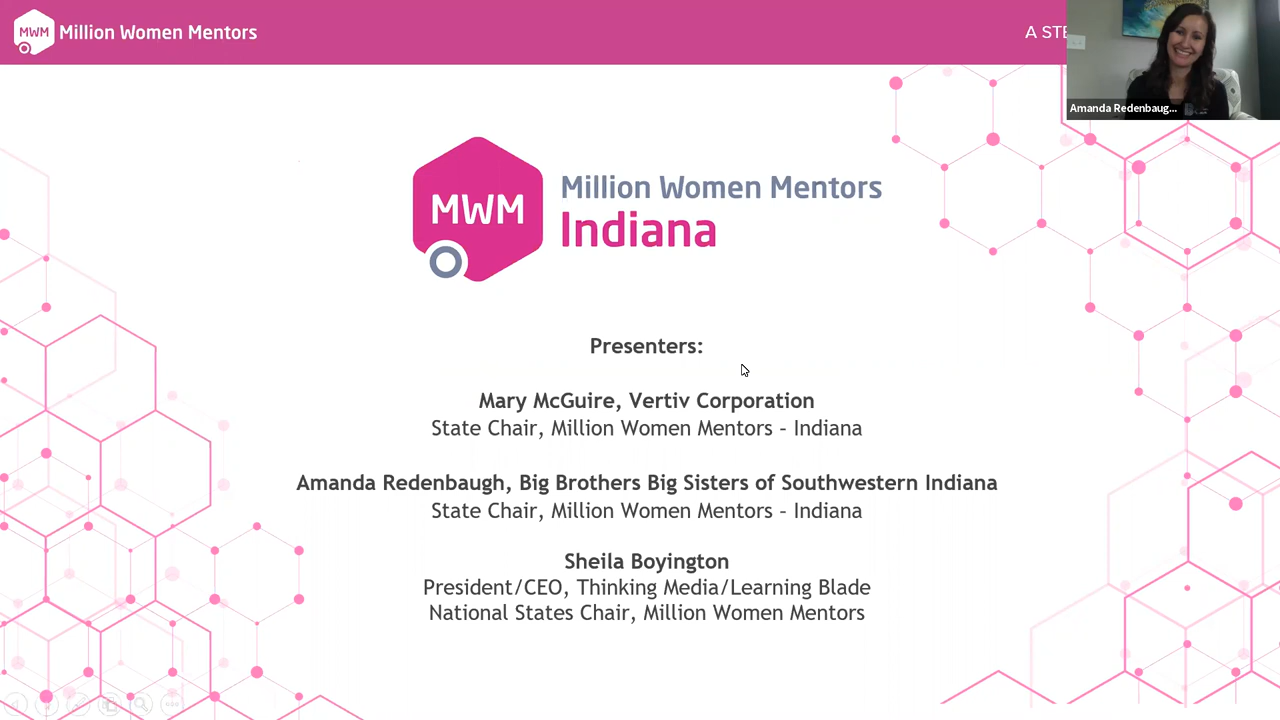 MWM Million Women Mentors
A STE
Amanda Redenbaug...
MWM
Million Women Mentors
Indiana
Presenters:
Mary McGuire, Vertiv Corporation
State Chair, Million Women Mentors - Indiana
Amanda Redenbaugh, Big Brothers Big Sisters of Southwestern Indiana
State Chair, Million Women Mentors - Indiana
Sheila Boyington
President/CEO, Thinking Media/Learning Blade
National States Chair, Million Women Mentors